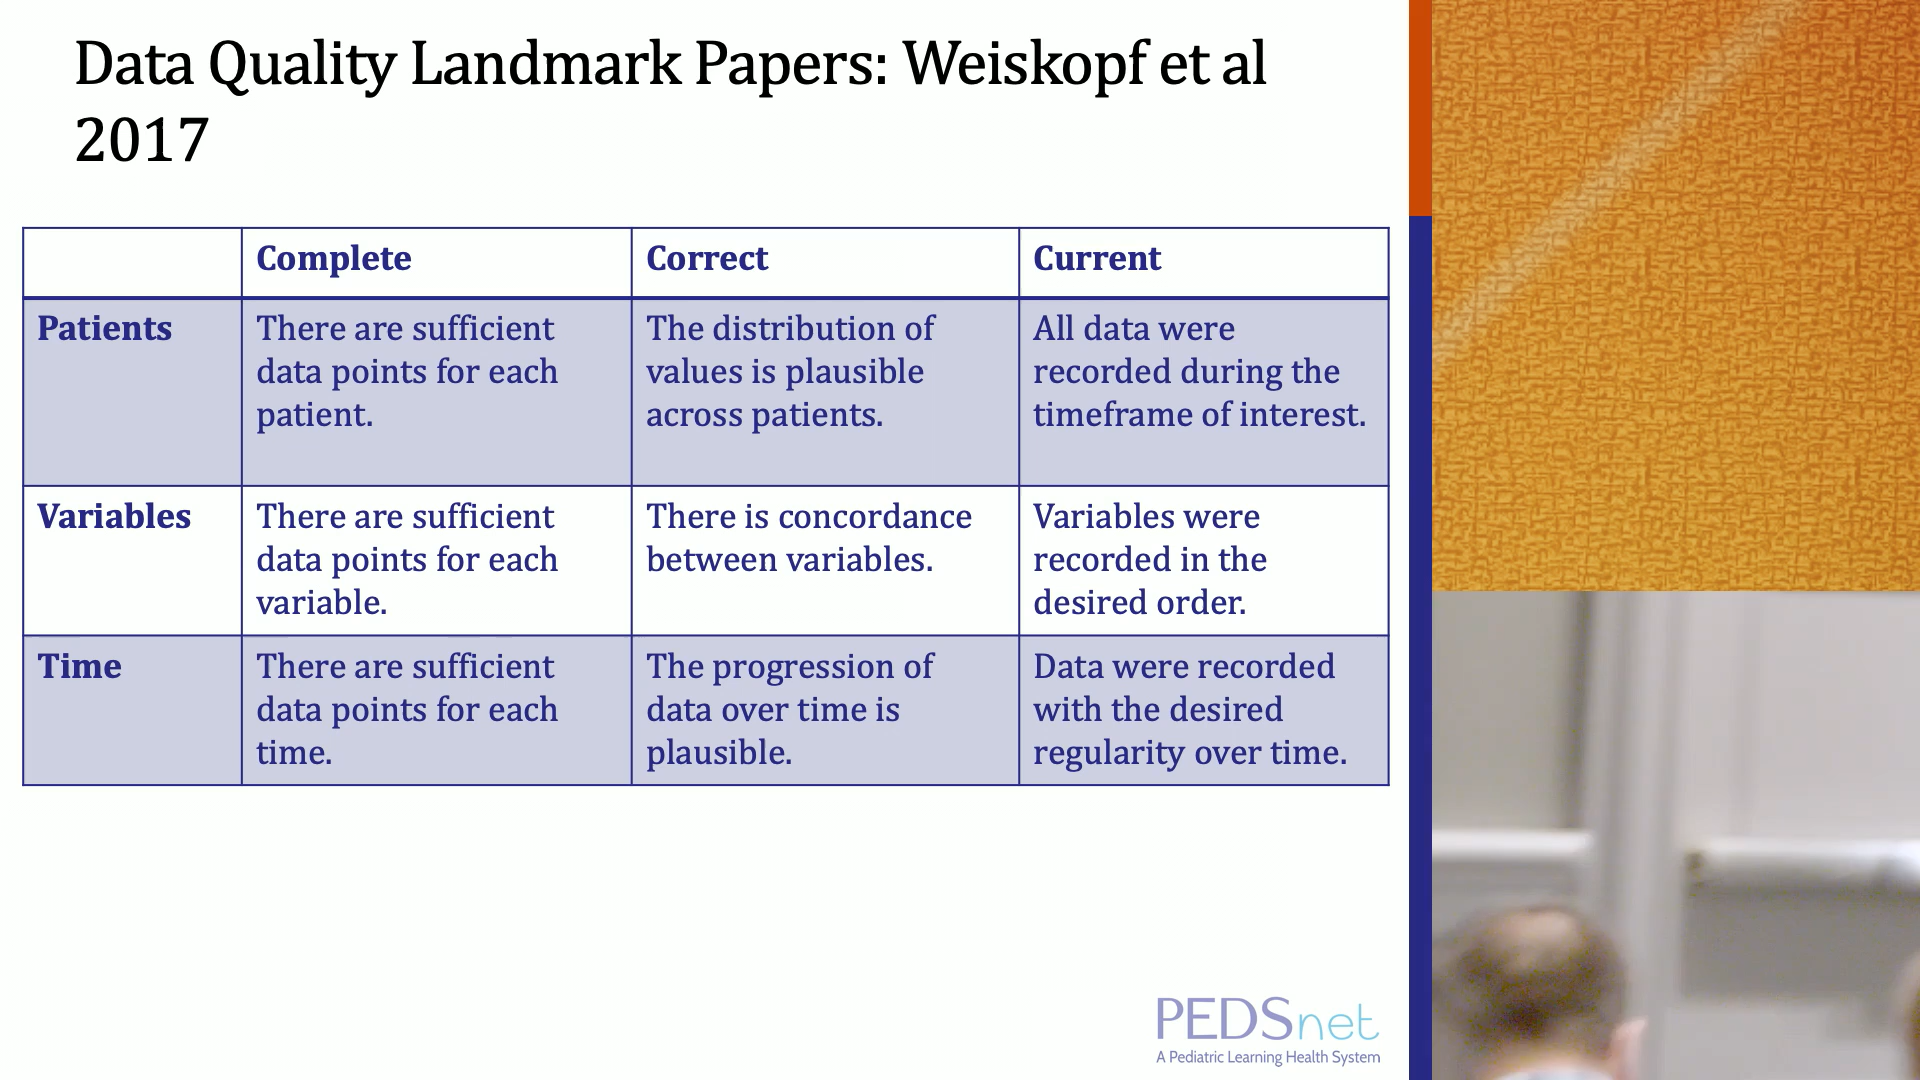 Data Quality Landmark Papers: Weiskopf et al
2017
Complete
Correct
Current
Patients
There are sufficient
data points for each
patient.
The distribution of
values is plausible
across patients.
All data were
recorded during the
timeframe of interest.
Variables
There are sufficient
data points for each
variable.
There is concordance
between variables.
Variables were
recorded in the
desired order.
Time
There are sufficient
data points for each
time.
The progression of
data over time is
plausible.
Data were recorded
with the desired
regularity over time.
PEDSnet
A Pediatric Learning Health System